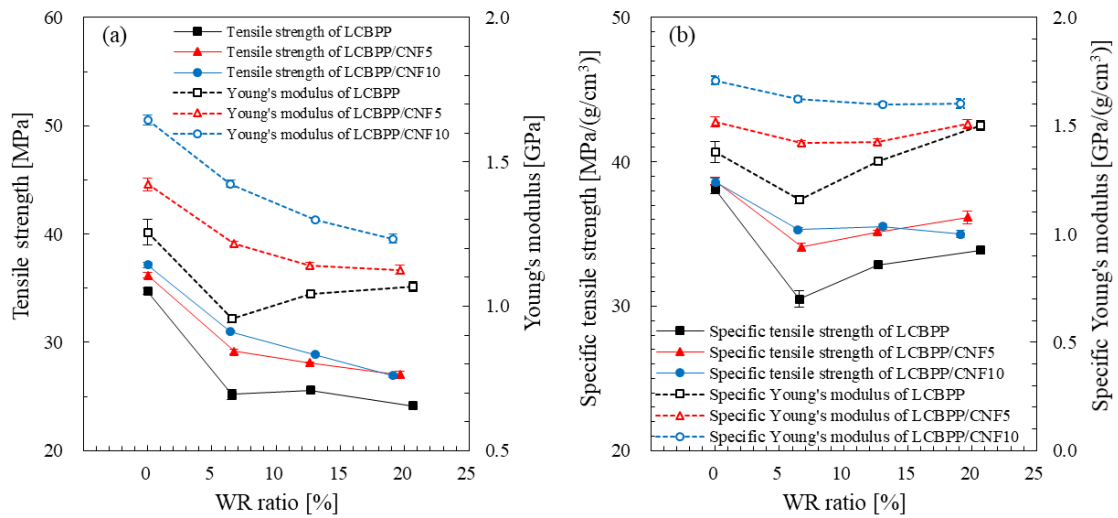 (a)
Tensile strength of LCBPP
Tensile strength of LCBPP/CNF5
Tensile strength of LCBPP/CNF10
Young's modulus of LCBPP
Young's modulus of LCBPP/CNF5
Young's modulus of LCBPP/CNF10
Tensile strength [MPa]
60
50
40
30
20
Young's modulus [GPa]
2.0
1.5
1.0
0.5
0 5 10 15 20 25
WR ratio [%]
(b)
Specific tensile strength [MPa/(g/cm³)]
50
40
30
20
Specific Young's modulus [GPa/(g/cm³)]
2.0
1.5
1.0
0.5
0.0
Specific tensile strength of LCBPP
Specific tensile strength of LCBPP/CNF5
Specific tensile strength of LCBPP/CNF10
Specific Young's modulus of LCBPP
Specific Young's modulus of LCBPP/CNF5
Specific Young's modulus of LCBPP/CNF10
0 5 10 15 20 25
WR ratio [%]